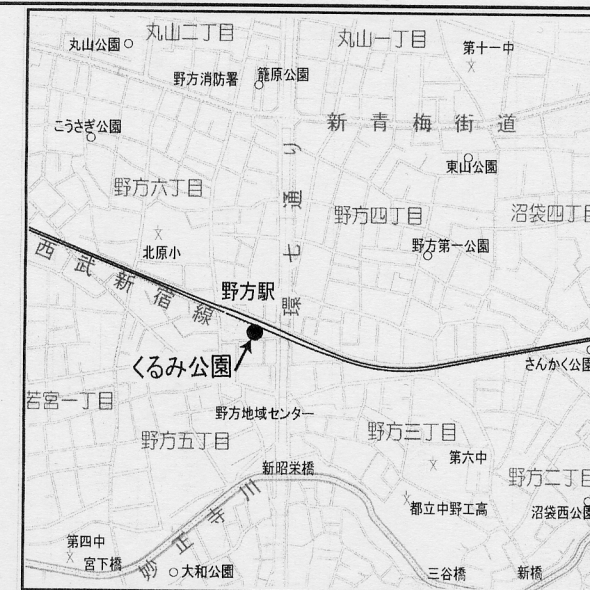 丸山二丁目
丸山一丁目
丸山公園
第十一中
野方消防署
籠原公園
こうさぎ公園
新青梅街道
東山公園
環七通り
野方六丁目
野方四丁目
沼袋四丁目
北原小
野方第一公園
西武新宿線
野方駅
くるみ公園
さんかく公園
若宮一丁目
野方地域センター
野方五丁目
野方三丁目
第六中
新昭栄橋
野方二丁目
都立中野工高
沼袋西公園
妙正寺川
第四中
宮下橋
大和公園
三谷橋
新橋